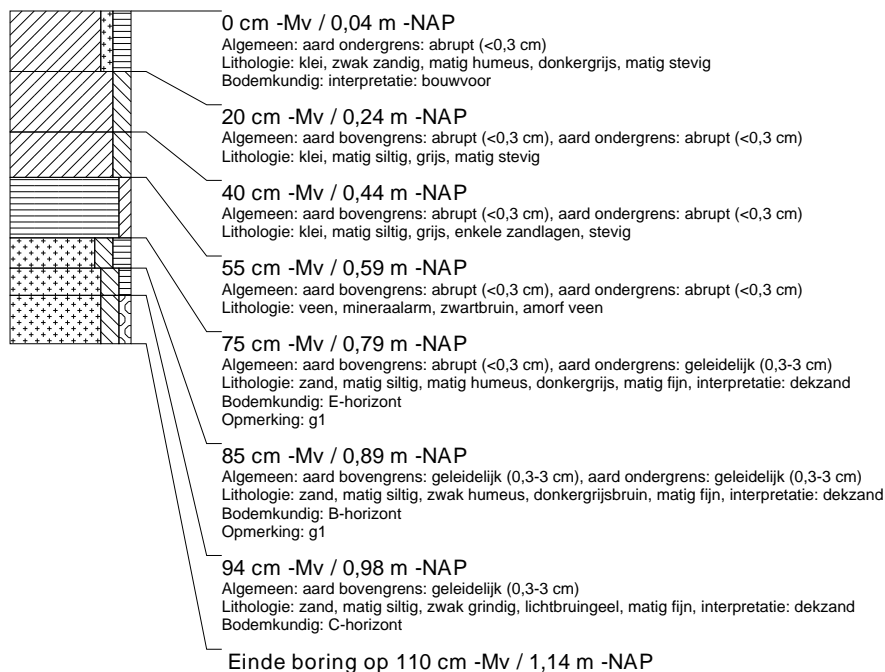 0 cm -Mv / 0,04 m -NAP
Algemeen: aard ondergrens: abrupt (<0,3 cm)
Lithologie: klei, zwak zandig, matig humeus, donkergrijs, matig stevig
Bodemkundig: interpretatie: bouwvoor
20 cm -Mv / 0,24 m -NAP
Algemeen: aard bovengrens: abrupt (<0,3 cm), aard ondergrens: abrupt (<0,3 cm)
Lithologie: klei, matig siltig, grijs, matig stevig
40 cm -Mv / 0,44 m -NAP
Algemeen: aard bovengrens: abrupt (<0,3 cm), aard ondergrens: abrupt (<0,3 cm)
Lithologie: klei, matig siltig, grijs, enkele zandlagen, stevig
55 cm -Mv / 0,59 m -NAP
Algemeen: aard bovengrens: abrupt (<0,3 cm), aard ondergrens: abrupt (<0,3 cm)
Lithologie: veen, mineraalarm, zwartbruin, amorf veen
75 cm -Mv / 0,79 m -NAP
Algemeen: aard bovengrens: abrupt (<0,3 cm), aard ondergrens: geleidelijk (0,3-3 cm)
Lithologie: zand, matig siltig, matig humeus, donkergrijs, matig fijn, interpretatie: dekzand
Bodemkundig: E-horizont
Opmerking: g1
85 cm -Mv / 0,89 m -NAP
Algemeen: aard bovengrens: geleidelijk (0,3-3 cm), aard ondergrens: geleidelijk (0,3-3 cm)
Lithologie: zand, matig siltig, zwak humeus, donkergrijsbruin, matig fijn, interpretatie: dekzand
Bodemkundig: B-horizont
Opmerking: g1
94 cm -Mv / 0,98 m -NAP
Algemeen: aard bovengrens: geleidelijk (0,3-3 cm)
Lithologie: zand, matig siltig, zwak grindig, lichtbruingeel, matig fijn, interpretatie: dekzand
Bodemkundig: C-horizont
Einde boring op 110 cm -Mv / 1,14 m -NAP